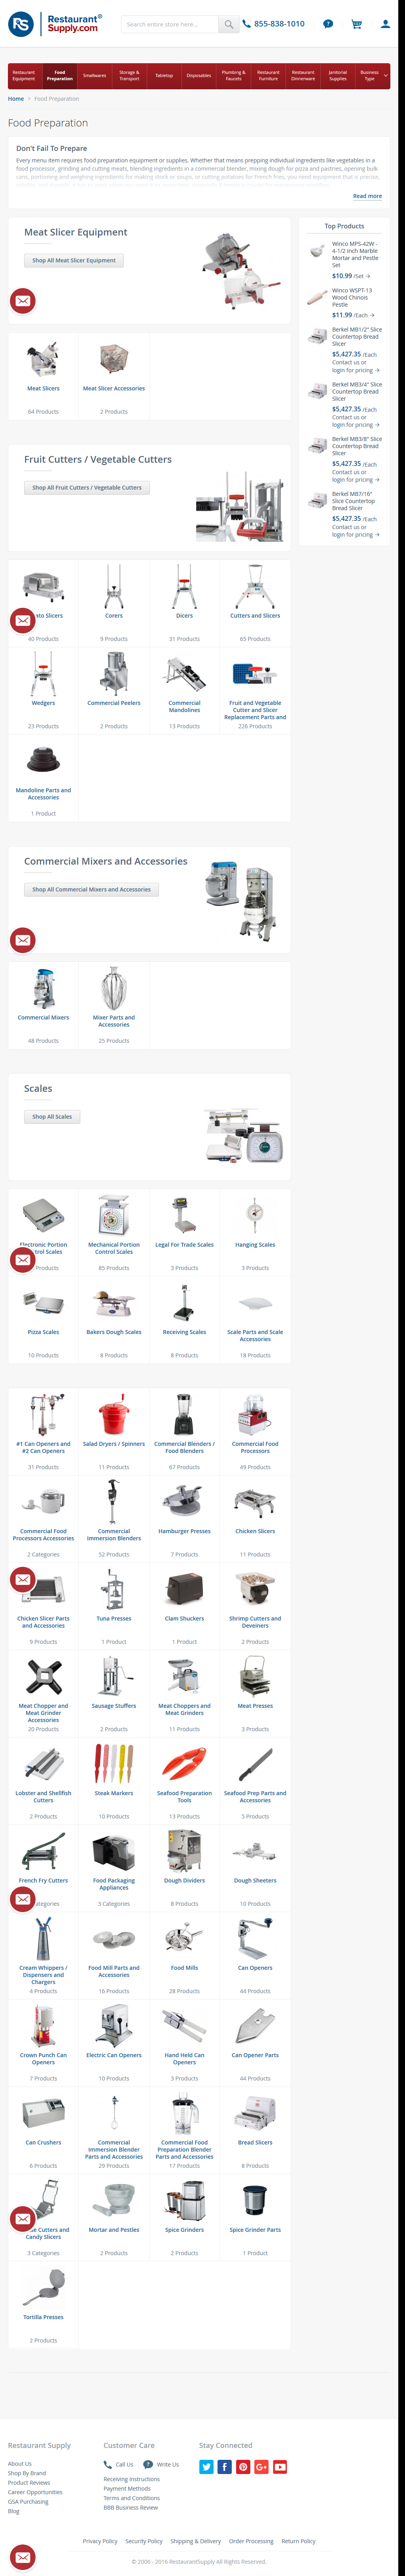 RS Restaurant®
Supply.com®
Search entire store here...
855-838-1010
Restaurant Equipment
Food Preparation
Smallwares
Storage & Transport
Tabletop
Disposables
Plumbing & Faucets
Restaurant Furniture
Restaurant Dinnerware
Janitorial Supplies
Business Type
Home
Food Preparation
Food Preparation
Don't Fail To Prepare
Every menu item requires food preparation equipment or supplies. Whether that means prepping individual ingredients like vegetables in a
food processor, grinding and cutting meats, blending ingredients in a commercial blender, mixing dough for pizza and pastries, opening bulk
cans, portioning and weighing ingredients for making stock or soups, or cutting potatoes for French fries, you need equipment that is precise,
Read more
Meat Slicer Equipment
Shop All Meat Slicer Equipment
Meat Slicers
64 Products
Meat Slicer Accessories
2 Products
Fruit Cutters / Vegetable Cutters
Shop All Fruit Cutters / Vegetable Cutters
Slicers
40 Products
Corers
9 Products
Dicers
31 Products
Cutters and Slicers
65 Products
Wedgers
23 Products
Commercial Peelers
2 Products
Commercial
Mandolines
13 Products
Fruit and Vegetable
Cutter and Slicer
Replacement Parts and
226 Products
Mandoline Parts and
Accessories
1 Product
Commercial Mixers and Accessories
Shop All Commercial Mixers and Accessories
Commercial Mixers
48 Products
Mixer Parts and
Accessories
25 Products
Scales
Shop All Scales
Electronic Portion
Scales
Products
Mechanical Portion
Control Scales
85 Products
Legal For Trade Scales
3 Products
Hanging Scales
3 Products
Pizza Scales
10 Products
Bakers Dough Scales
8 Products
Receiving Scales
8 Products
Scale Parts and Scale
Accessories
18 Products
#1 Can Openers and
#2 Can Openers
31 Products
Salad Dryers / Spinners
11 Products
Commercial Blenders /
Food Blenders
67 Products
Commercial Food
Processors
49 Products
Commercial Food
Processors Accessories
2 Categories
Commercial
Immersion Blenders
52 Products
Hamburger Presses
7 Products
Chicken Slicers
11 Products
Chicken Slicer Parts
and Accessories
9 Products
Tuna Presses
1 Product
Clam Shuckers
1 Product
Shrimp Cutters and
Deveiners
2 Products
Meat Chopper and
Meat Grinder
Accessories
20 Products
Sausage Stuffers
2 Products
Meat Choppers and
Meat Grinders
11 Products
Meat Presses
3 Products
Lobster and Shellfish
Cutters
2 Products
Steak Markers
10 Products
Seafood Preparation
Tools
13 Products
Seafood Prep Parts and
Accessories
5 Products
French Fry Cutters
Categories
Food Packaging
Appliances
3 Categories
Dough Dividers
8 Products
Dough Sheeters
10 Products
Cream Whippers /
Dispensers and
Chargers
4 Products
Food Mill Parts and
Accessories
16 Products
Food Mills
28 Products
Can Openers
44 Products
Crown Punch Can
Openers
7 Products
Electric Can Openers
10 Products
Hand Held Can
Openers
3 Products
Can Opener Parts
44 Products
Can Crushers
6 Products
Commercial
Immersion Blender
Parts and Accessories
29 Products
Commercial Food
Preparation Blender
Parts and Accessories
17 Products
Bread Slicers
8 Products
Cutters and
Candy Slicers
3 Categories
Mortar and Pestles
2 Products
Spice Grinders
2 Products
Spice Grinder Parts
1 Product
Tortilla Presses
2 Products
Top Products
Winco MPS-42W -
4-1/2 Inch Marble
Mortar and Pestle
Set
$10.99 /Set
Winco WSPT-13
Wood Chinois
Pestle
$11.99 /Each
Berkel MB1/2" Slice
Countertop Bread
Slicer
$5,427.35 /Each
Contact us or
login for pricing
Berkel MB3/4" Slice
Countertop Bread
Slicer
$5,427.35 /Each
Contact us or
login for pricing
Berkel MB3/8" Slice
Countertop Bread
Slicer
$5,427.35 /Each
Contact us or
login for pricing
Berkel MB7/16"
Slice Countertop
Bread Slicer
$5,427.35 /Each
Contact us or
login for pricing
Restaurant Supply
About Us
Shop By Brand
Product Reviews
Career Opportunities
GSA Purchasing
Blog
Customer Care
Call Us
Write Us
Receiving Instructions
Payment Methods
Terms and Conditions
BBB Business Review
Stay Connected
Privacy Policy
Security Policy
Shipping & Delivery
Order Processing
Return Policy
© 2006 - 2016 RestaurantSupply All Rights Reserved.